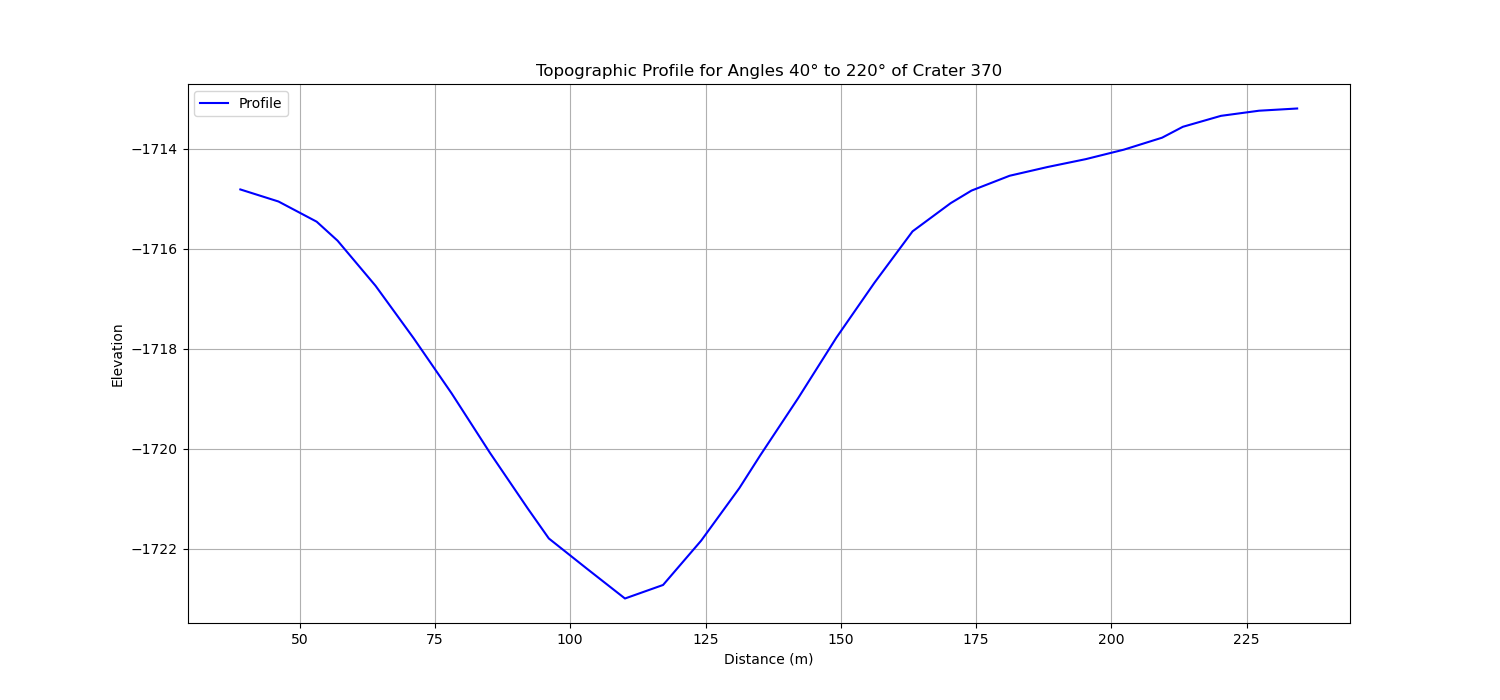 Topographic Profile for Angles 40° to 220° of Crater 370
Profile
−1714
−1716
−1718
−1720
−1722
Elevation
50 75 100 125 150 175 200 225
Distance (m)